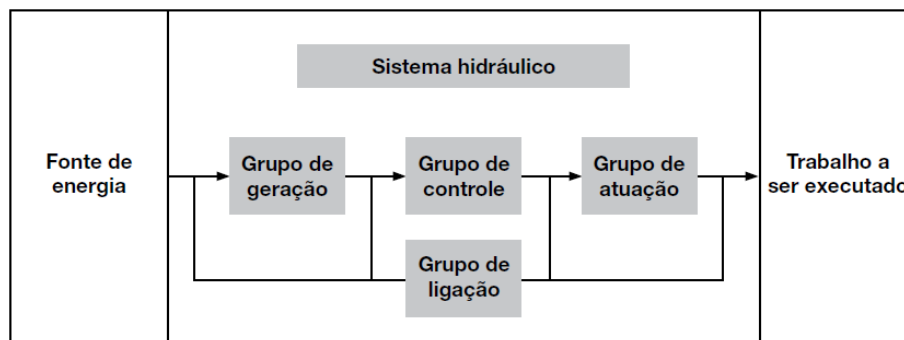 Sistema hidráulico
Fonte de
energia
Grupo de
geração
Grupo de
controle
Grupo de
atuação
Trabalho a
ser executado
Grupo de
ligação